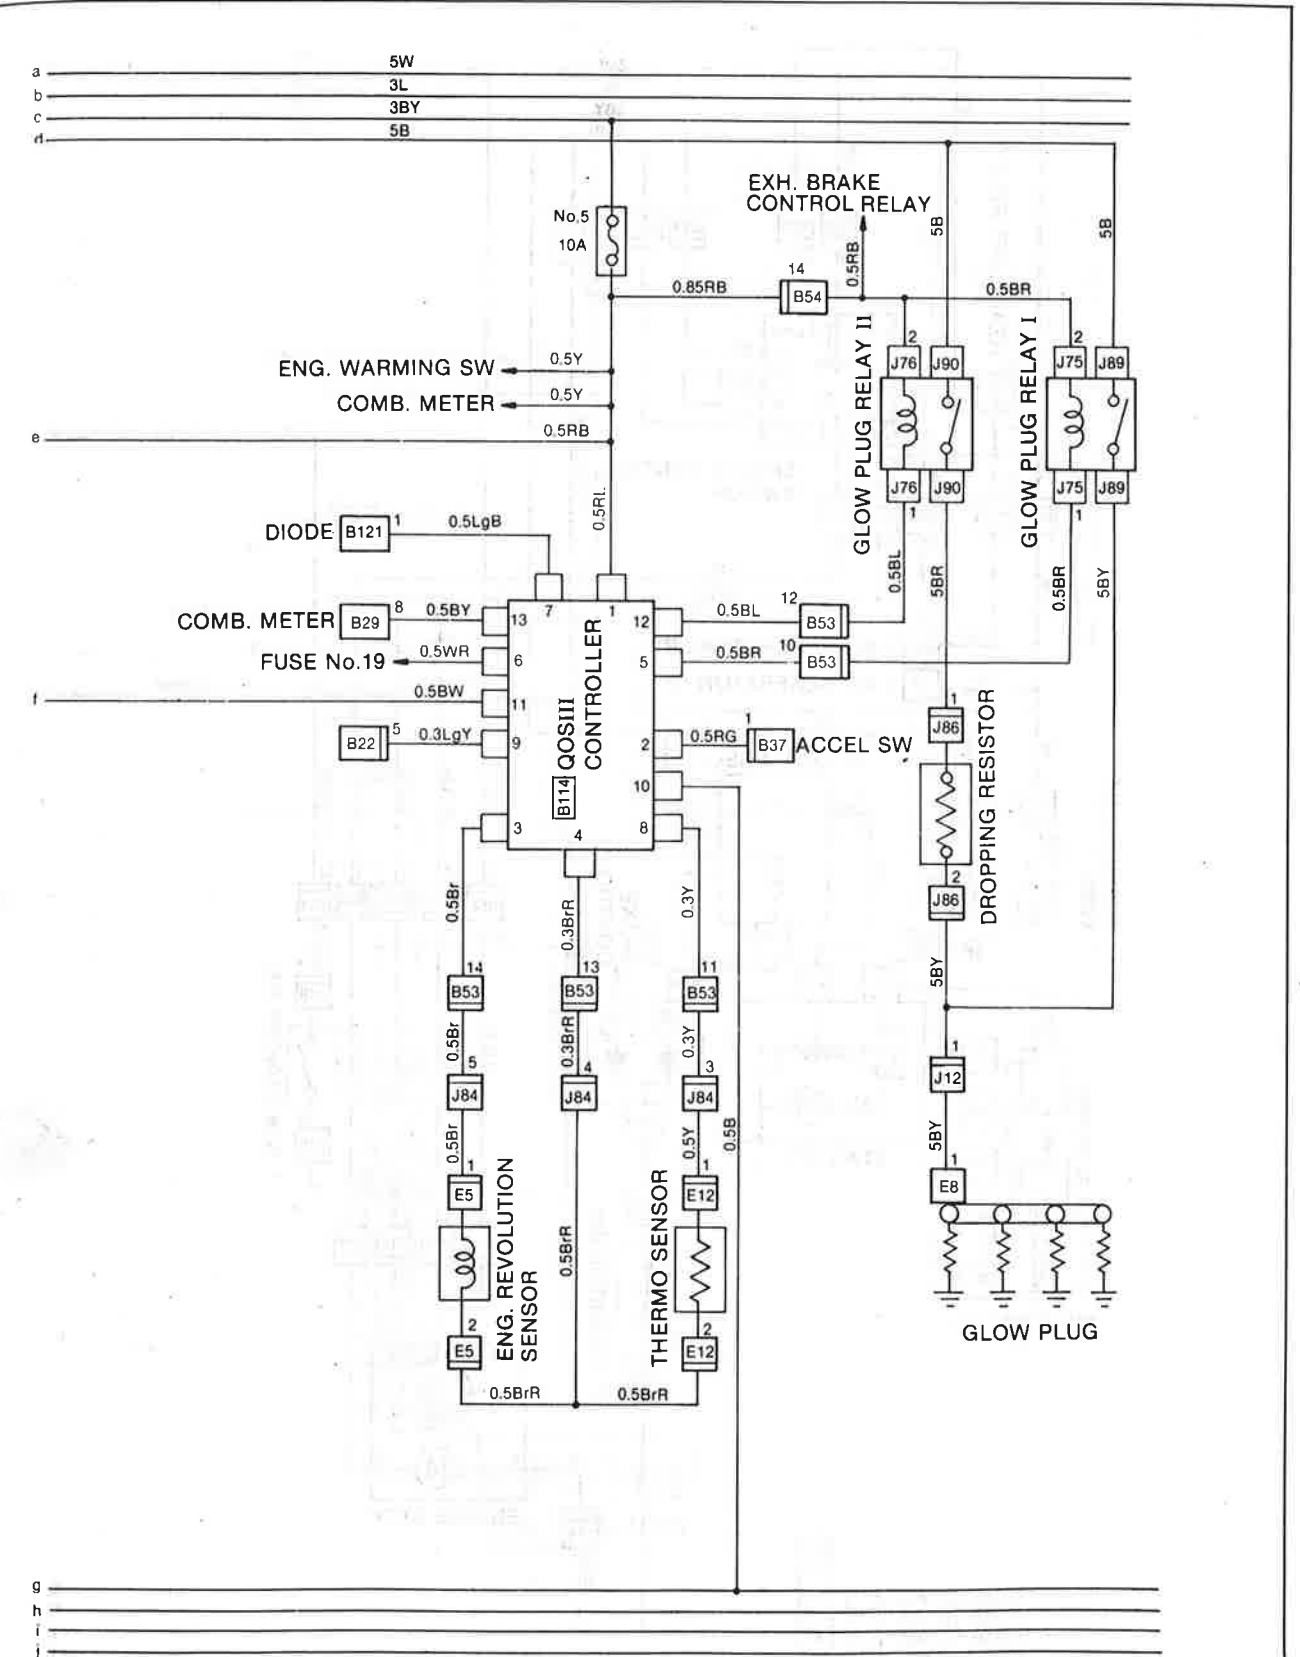 a
5W
b
3L
c
3BY
d
5B
EXH. BRAKE
CONTROL RELAY
No.5
10A
0.5RB
5B
5B
0.85RB
14
B54
0.5BR
GLOW PLUG RELAY II
2
J76
J90
GLOW PLUG RELAY I
2
J75
J89
ENG. WARMING SW
0.5Y
COMB. METER
0.5Y
e
0.5RB
0.5RL
J76
J90
1
J75
J89
1
DIODE
B121
1
0.5LgB
0.5BL
5BR
0.5BR
5BY
7
1
COMB. METER
B29
8
0.5BY
13
12
0.5BL
12
B53
FUSE No.19
0.5WR
6
5
0.5BR
10
B53
f
0.5BW
11
QOSIII
CONTROLLER
B114
B22
5
0.3LgY
9
2
0.5RG
1
B37
ACCEL SW
10
3
4
8
1
J86
DROPPING RESISTOR
2
J86
0.5Br
0.3BrR
0.3Y
5BY
14
B53
13
B53
11
B53
0.5Br
0.3BrR
0.3Y
5
J84
4
J84
3
J84
1
J12
0.5Br
0.5Y
0.5B
5BY
1
E5
1
E12
1
E8
ENG. REVOLUTION
SENSOR
0.5BrR
THERMO SENSOR
2
E5
2
E12
GLOW PLUG
0.5BrR
0.5BrR
g
h
i
j